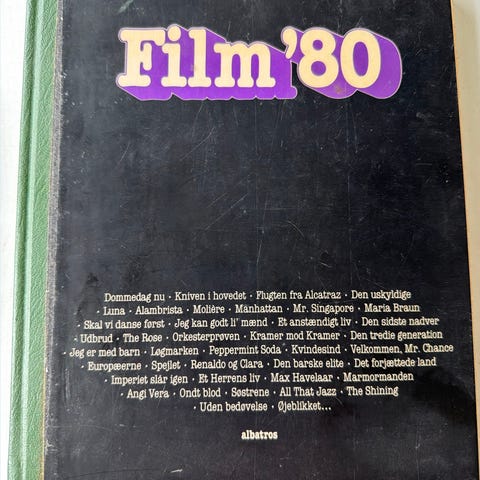 Film '80
Dommedag nu · Kniven i hovedet · Flugten fra Alcatraz · Den uskyldige
· Luna · Alambrista · Molière · Manhattan · Mr. Singapore · Maria Braun
· Skal vi danse først · Jeg kan godt li' mænd · Et anstændigt liv · Den sidste nadver
· Udbrud · The Rose · Orkesterprøven · Kramer mod Kramer · Den tredie generation
· Jeg er med barn · Løgmarken · Peppermint Soda · Kvindesind · Velkommen, Mr. Chance
· Europæerne · Spejlet · Renaldo og Clara · Den barske elite · Det forjættede land
· Imperiet slår igen · Et Herrens liv · Max Havelaar · Marmormanden
· Angi Vera · Ondt blod · Søstrene · All That Jazz · The Shining
· Uden bedøvelse · Øjeblikket...
albatros